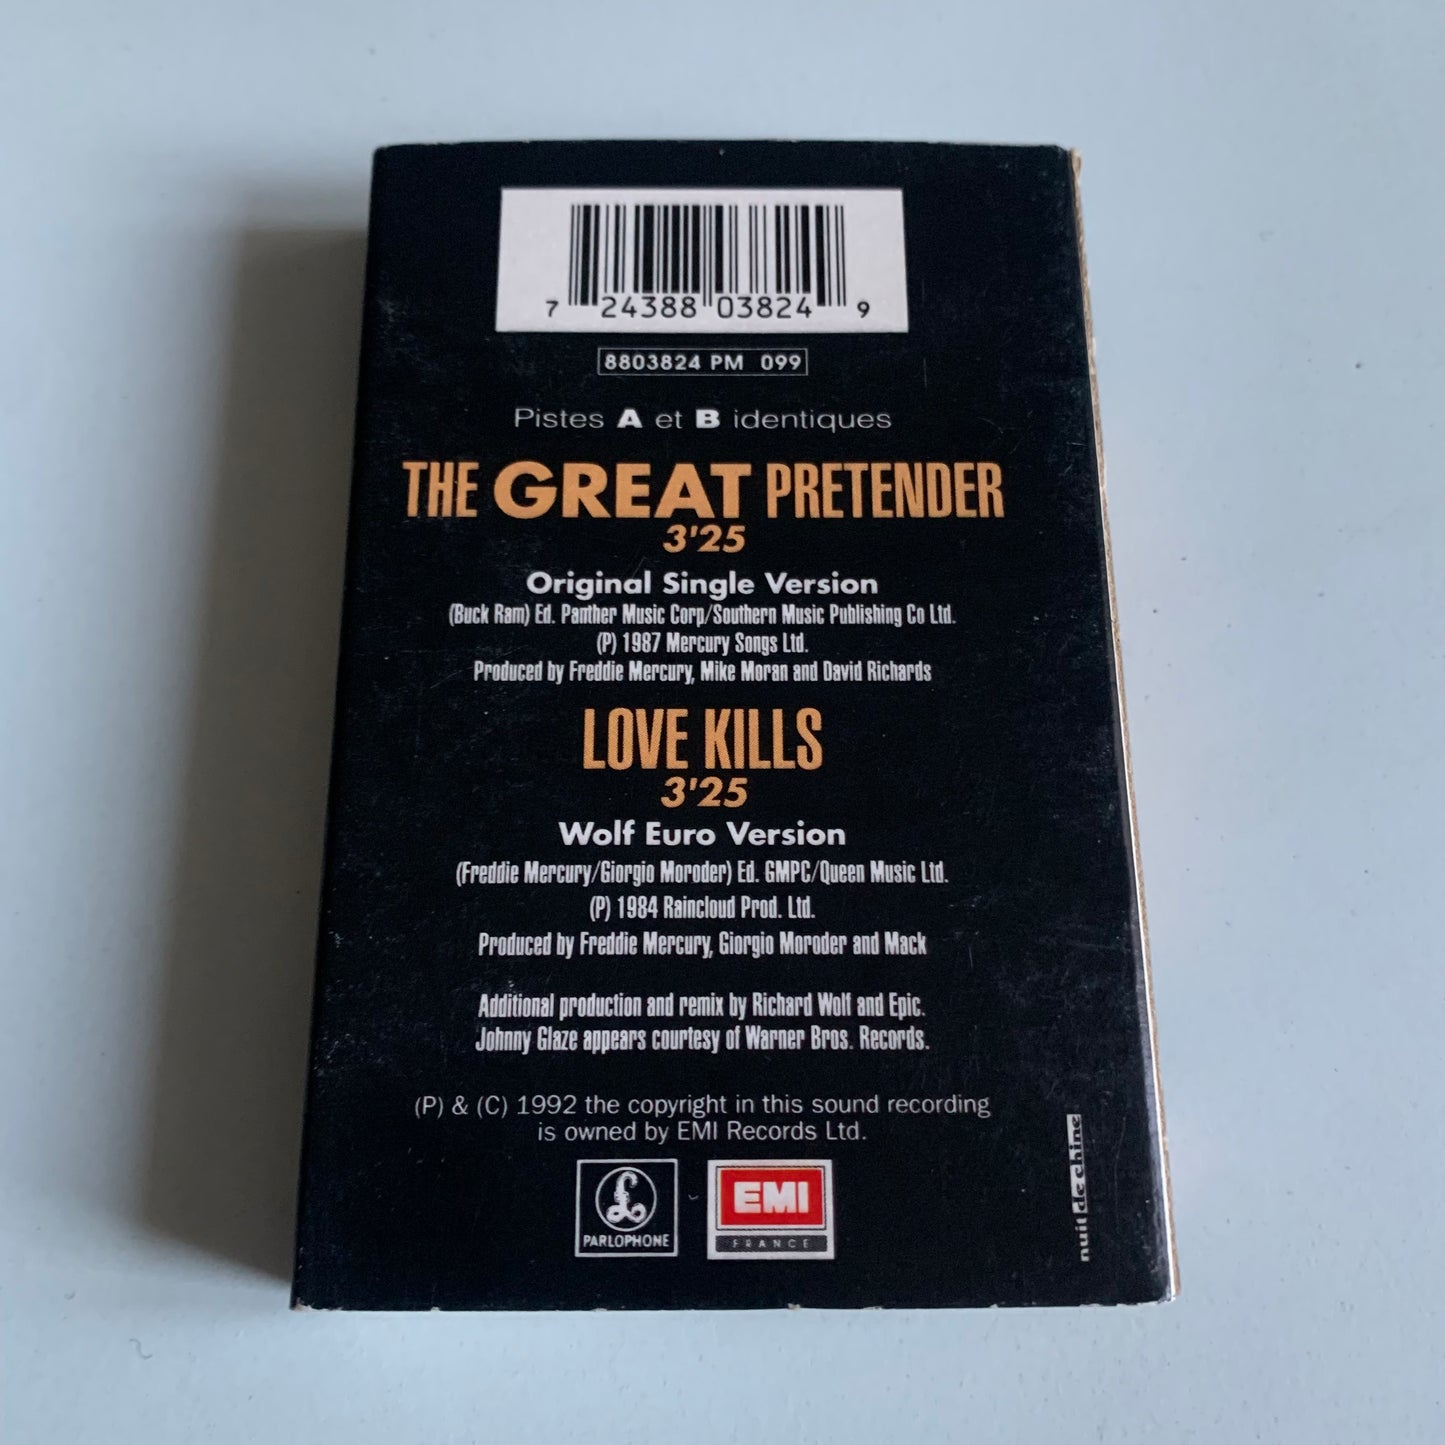 7 24388 03824 9
8803824 PM 099
Pistes A et B identiques
THE GREAT PRETENDER
3'25
Original Single Version
(Buck Ram) Ed. Panther Music Corp/Southern Music Publishing Co Ltd.
(P) 1987 Mercury Songs Ltd.
Produced by Freddie Mercury, Mike Moran and David Richards
LOVE KILLS
3'25
Wolf Euro Version
(Freddie Mercury/Giorgio Moroder) Ed. GMPC/Queen Music Ltd.
(P) 1984 Raincloud Prod. Ltd.
Produced by Freddie Mercury, Giorgio Moroder and Mack
Additional production and remix by Richard Wolf and Epic.
Johnny Glaze appears courtesy of Warner Bros. Records.
(P) & (C) 1992 the copyright in this sound recording
is owned by EMI Records Ltd.
£
PARLOPHONE
EMI
FRANCE
nuit de chine